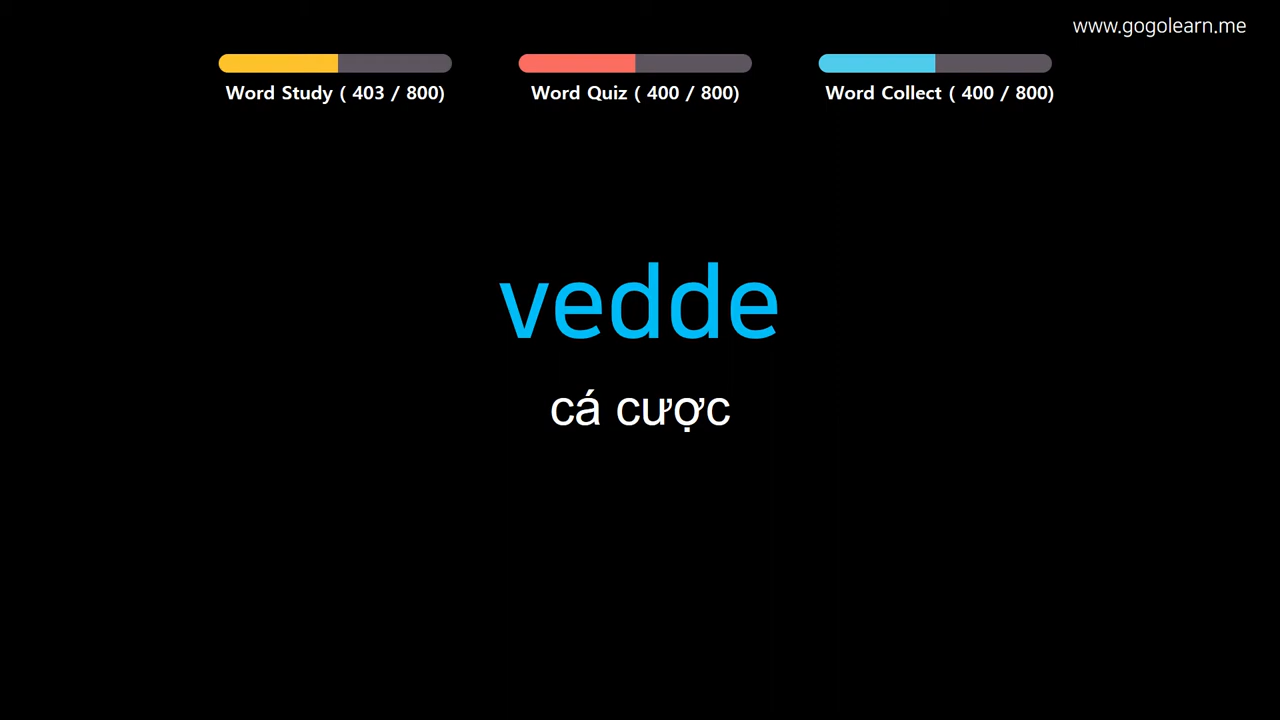 www.gogolearn.me
Word Study ( 403 / 800)
Word Quiz ( 400 / 800)
Word Collect ( 400 / 800)
vedde
cá cược